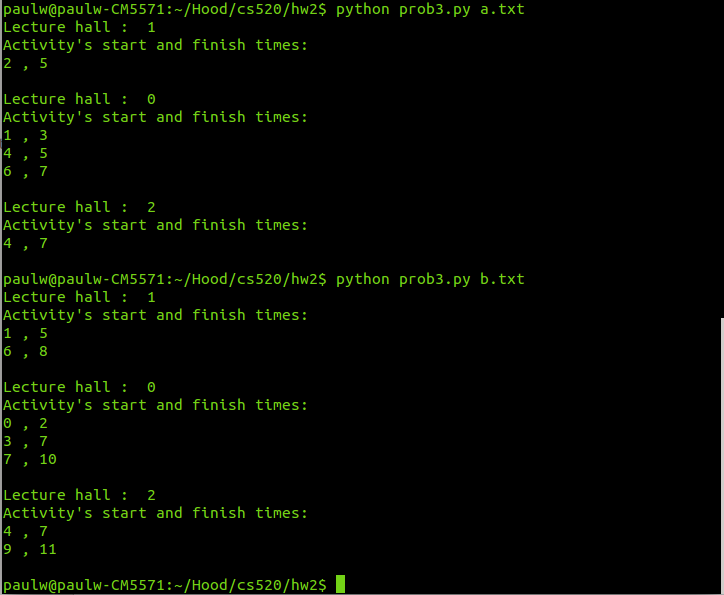 paulw@paulw-CM5571:~/Hood/cs520/hw2$ python prob3.py a.txt
Lecture hall :  1
Activity's start and finish times:
2 , 5
Lecture hall :  0
Activity's start and finish times:
1 , 3
4 , 5
6 , 7
Lecture hall :  2
Activity's start and finish times:
4 , 7
paulw@paulw-CM5571:~/Hood/cs520/hw2$ python prob3.py b.txt
Lecture hall :  1
Activity's start and finish times:
1 , 5
6 , 8
Lecture hall :  0
Activity's start and finish times:
0 , 2
3 , 7
7 , 10
Lecture hall :  2
Activity's start and finish times:
4 , 7
9 , 11
paulw@paulw-CM5571:~/Hood/cs520/hw2$